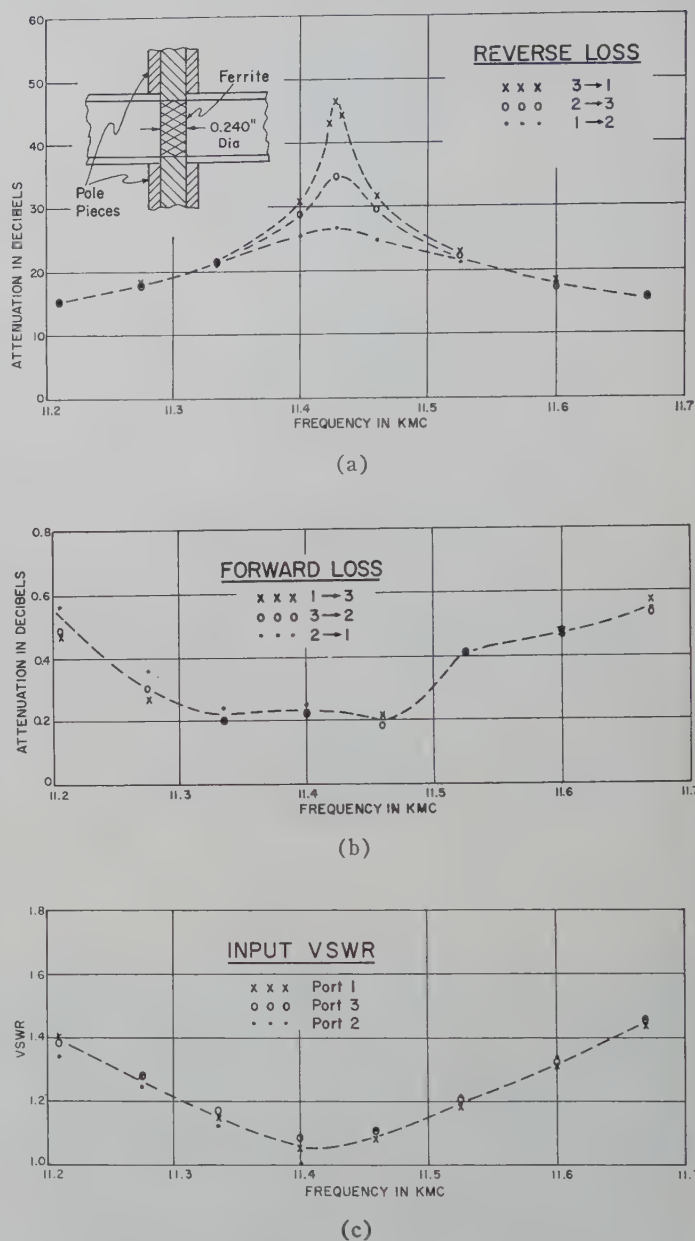 60
50
40
30
20
10
0
ATTENUATION IN DECIBELS
Ferrite
0.240"
Dia
Pole
Pieces
REVERSE LOSS
x x x 3→1
o o o 2→3
· · · 1→2
11.2 11.3 11.4 11.5 11.6 11.7
FREQUENCY IN KMC
(a)
0.8
0.6
0.4
0.2
0
ATTENUATION IN DECIBELS
FORWARD LOSS
x x x 1→3
o o o 3→2
· · · 2→1
11.2 11.3 11.4 11.5 11.6 11.7
FREQUENCY IN KMC
(b)
1.8
1.6
1.4
1.2
1.0
VSWR
INPUT VSWR
x x x Port 1
o o o Port 3
· · · Port 2
11.2 11.3 11.4 11.5 11.6 11.7
FREQUENCY IN KMC
(c)